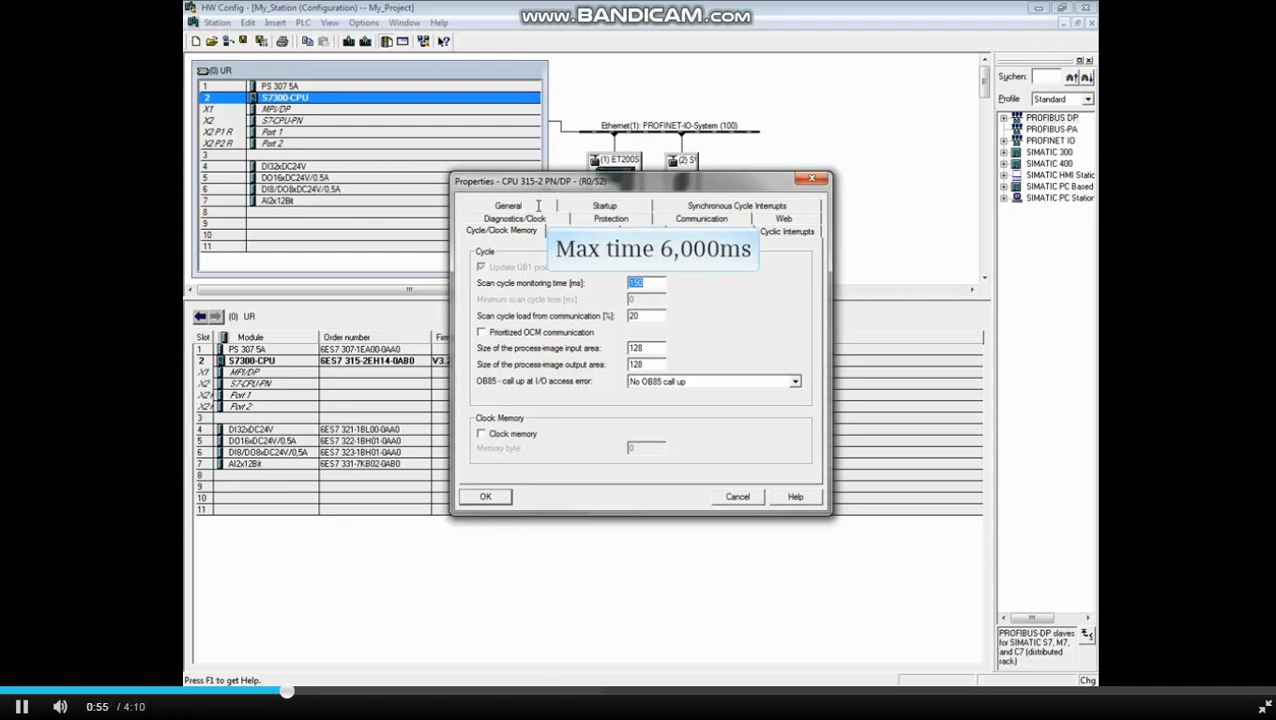 HW Config - [My_Station (Configuration) -- My_Project]
www.BANDICAM.com
Station Edit Insert PLC View Options Window Help
(0) UR
1 PS 307 5A
2 S7300-CPU
X1 MPI/DP
X2 S7-CPU-PN
X2 P1 R Port 1
X2 P2 R Port 2
3
4 DI32xDC24V
5 DO16xDC24V/0.5A
6 DI8/DO8xDC24V/0,5A
7 AI2x12Bit
8
9
10
11
Ethernet(1): PROFINET-IO-System (100)
(1) ET200S
(2)
Suchen:
Profile Standard
PROFIBUS DP
PROFIBUS-PA
PROFINET IO
SIMATIC 300
SIMATIC 400
SIMATIC HMI Static
SIMATIC PC Based
SIMATIC PC Station
Properties - CPU 315-2 PN/DP - (R0/S2)
General Startup Synchronous Cycle Interrupts
Diagnostics/Clock Protection Communication Web
Cycle/Clock Memory Cyclic Interrupts
Max time 6,000ms
Cycle
Update OB1
Scan cycle monitoring time [ms]: 150
Minimum scan cycle time [ms] 0
Scan cycle load from communication [%]: 20
Prioritized OCM communication
Size of the process-image input area: 128
Size of the process-image output area: 128
OB85 - call up at I/O access error: No OB85 call up
Clock Memory
Clock memory
Memory byte: 0
OK Cancel Help
(0) UR
Slot Module Order number
1 PS 307 5A 6ES7 307-1EA00-0AA0
2 S7300-CPU 6ES7 315-2EH14-0AB0
X1 MPI/DP
X2 S7-CPU-PN
Port 1
Port 2
3
4 DI32xDC24V 6ES7 321-1BL00-0AA0
5 DO16xDC24V/0.5A 6ES7 322-1BH01-0AA0
6 DI8/DO8xDC24V/0,5A 6ES7 323-1BH01-0AA0
7 AI2x12Bit 6ES7 331-7KB02-0AB0
8
9
10
11
PROFIBUS-DP slaves
for SIMATIC S7, M7,
and C7 (distributed
rack)
Press F1 to get Help.
Chg
0:55 / 4:10